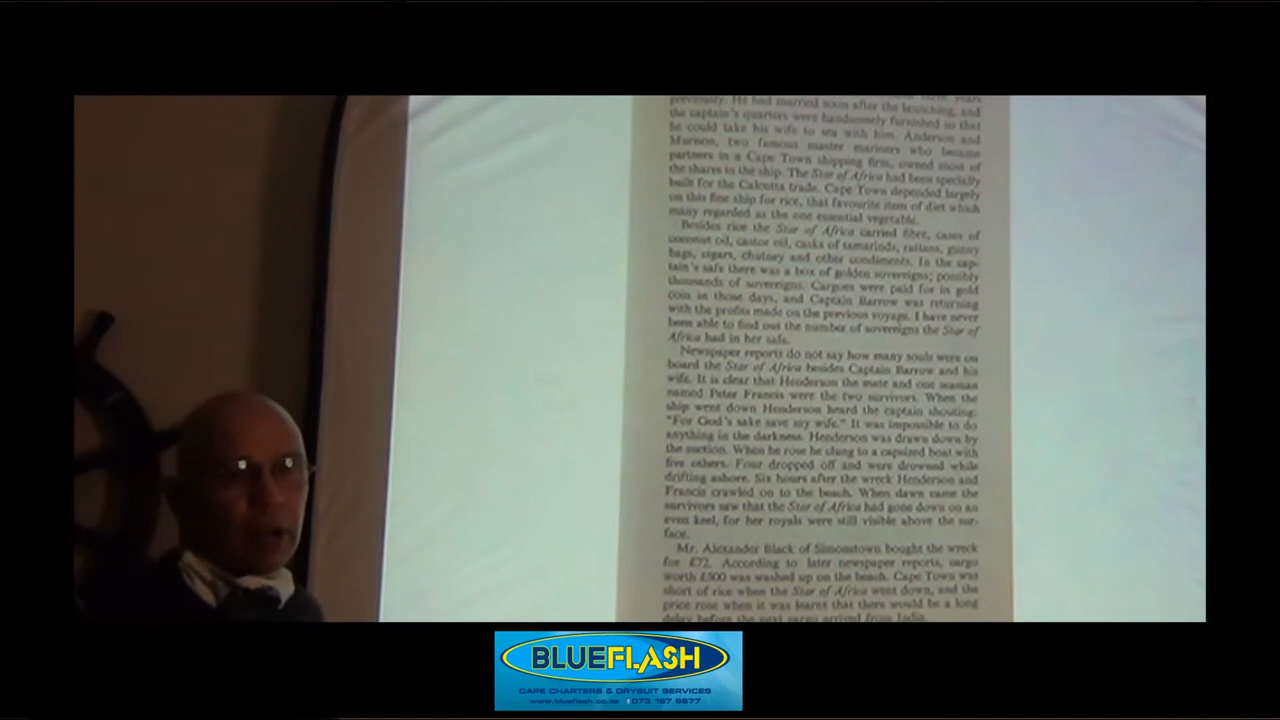 previously. He had married soon after the launching, and
the captain's quarters were handsomely furnished so that
he could take his wife to sea with him. Anderson and
Murison, two famous master mariners who became
partners in a Cape Town shipping firm, owned most of
the shares in the ship. The Star of Africa had been specially
built for the Calcutta trade. Cape Town depended largely
on this fine ship for rice, that favourite item of diet which
many regarded as the one essential vegetable.
Besides rice the Star of Africa carried fibre, cases of
coconut oil, castor oil, casks of tamarinds, rattans, gunny
bags, cigars, chutney and other condiments. In the cap-
tain's safe there was a box of golden sovereigns; possibly
thousands of sovereigns. Cargoes were paid for in gold
coin in those days, and Captain Barrow was returning
with the profits made on the previous voyage. I have never
been able to find out the number of sovereigns the Star of
Africa had in her safe.
Newspaper reports do not say how many souls were on
board the Star of Africa besides Captain Barrow and his
wife. It is clear that Henderson the mate and one seaman
named Peter Francis were the two survivors. When the
ship went down Henderson heard the captain shouting:
"For God's sake save my wife." It was impossible to do
anything in the darkness. Henderson was drawn down by
the suction. When he rose he clung to a capsized boat with
five others. Four dropped off and were drowned while
drifting ashore. Six hours after the wreck Henderson and
Francis crawled on to the beach. When dawn came the
survivors saw that the Star of Africa had gone down on an
even keel, for her royals were still visible above the sur-
face.
Mr. Alexander Black of Simonstown bought the wreck
for £72. According to later newspaper reports, cargo
worth £500 was washed up on the beach. Cape Town was
short of rice when the Star of Africa went down, and the
price rose when it was learnt that there would be a long
delay before the next cargo arrived from India.
BLUEFLASH
CAPE CHARTERS & DRYSUIT SERVICES
www.blueflash.co.za 073 167 6677